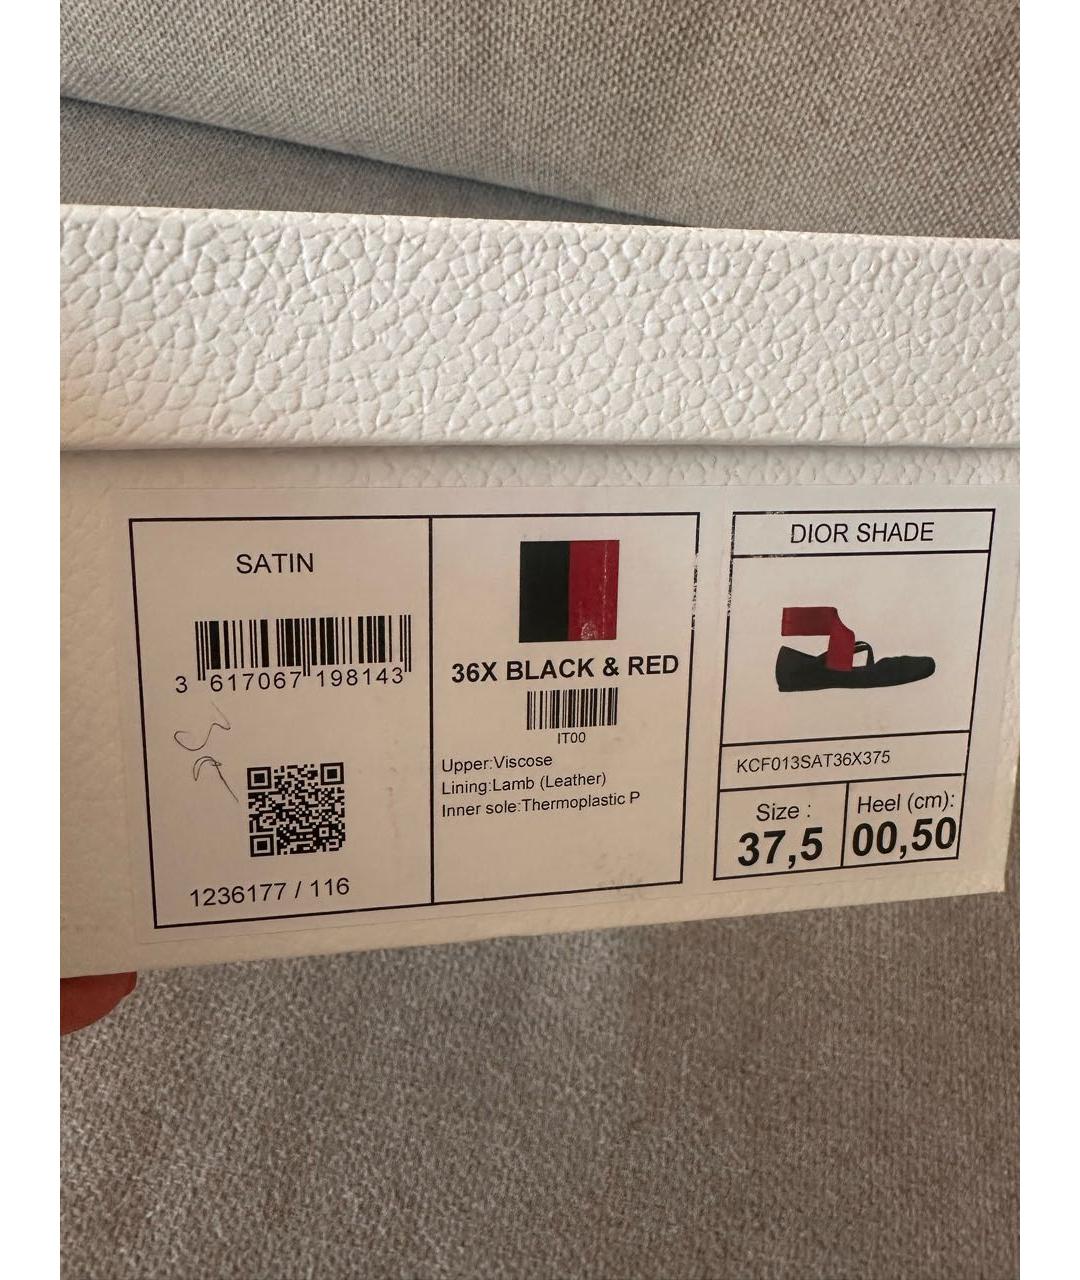 SATIN
3 617067 198143
1236177 / 116
36X BLACK & RED
IT00
Upper:Viscose
Lining:Lamb (Leather)
Inner sole:Thermoplastic P
DIOR SHADE
KCF013SAT36X375
Size :
37,5
Heel (cm):
00,50